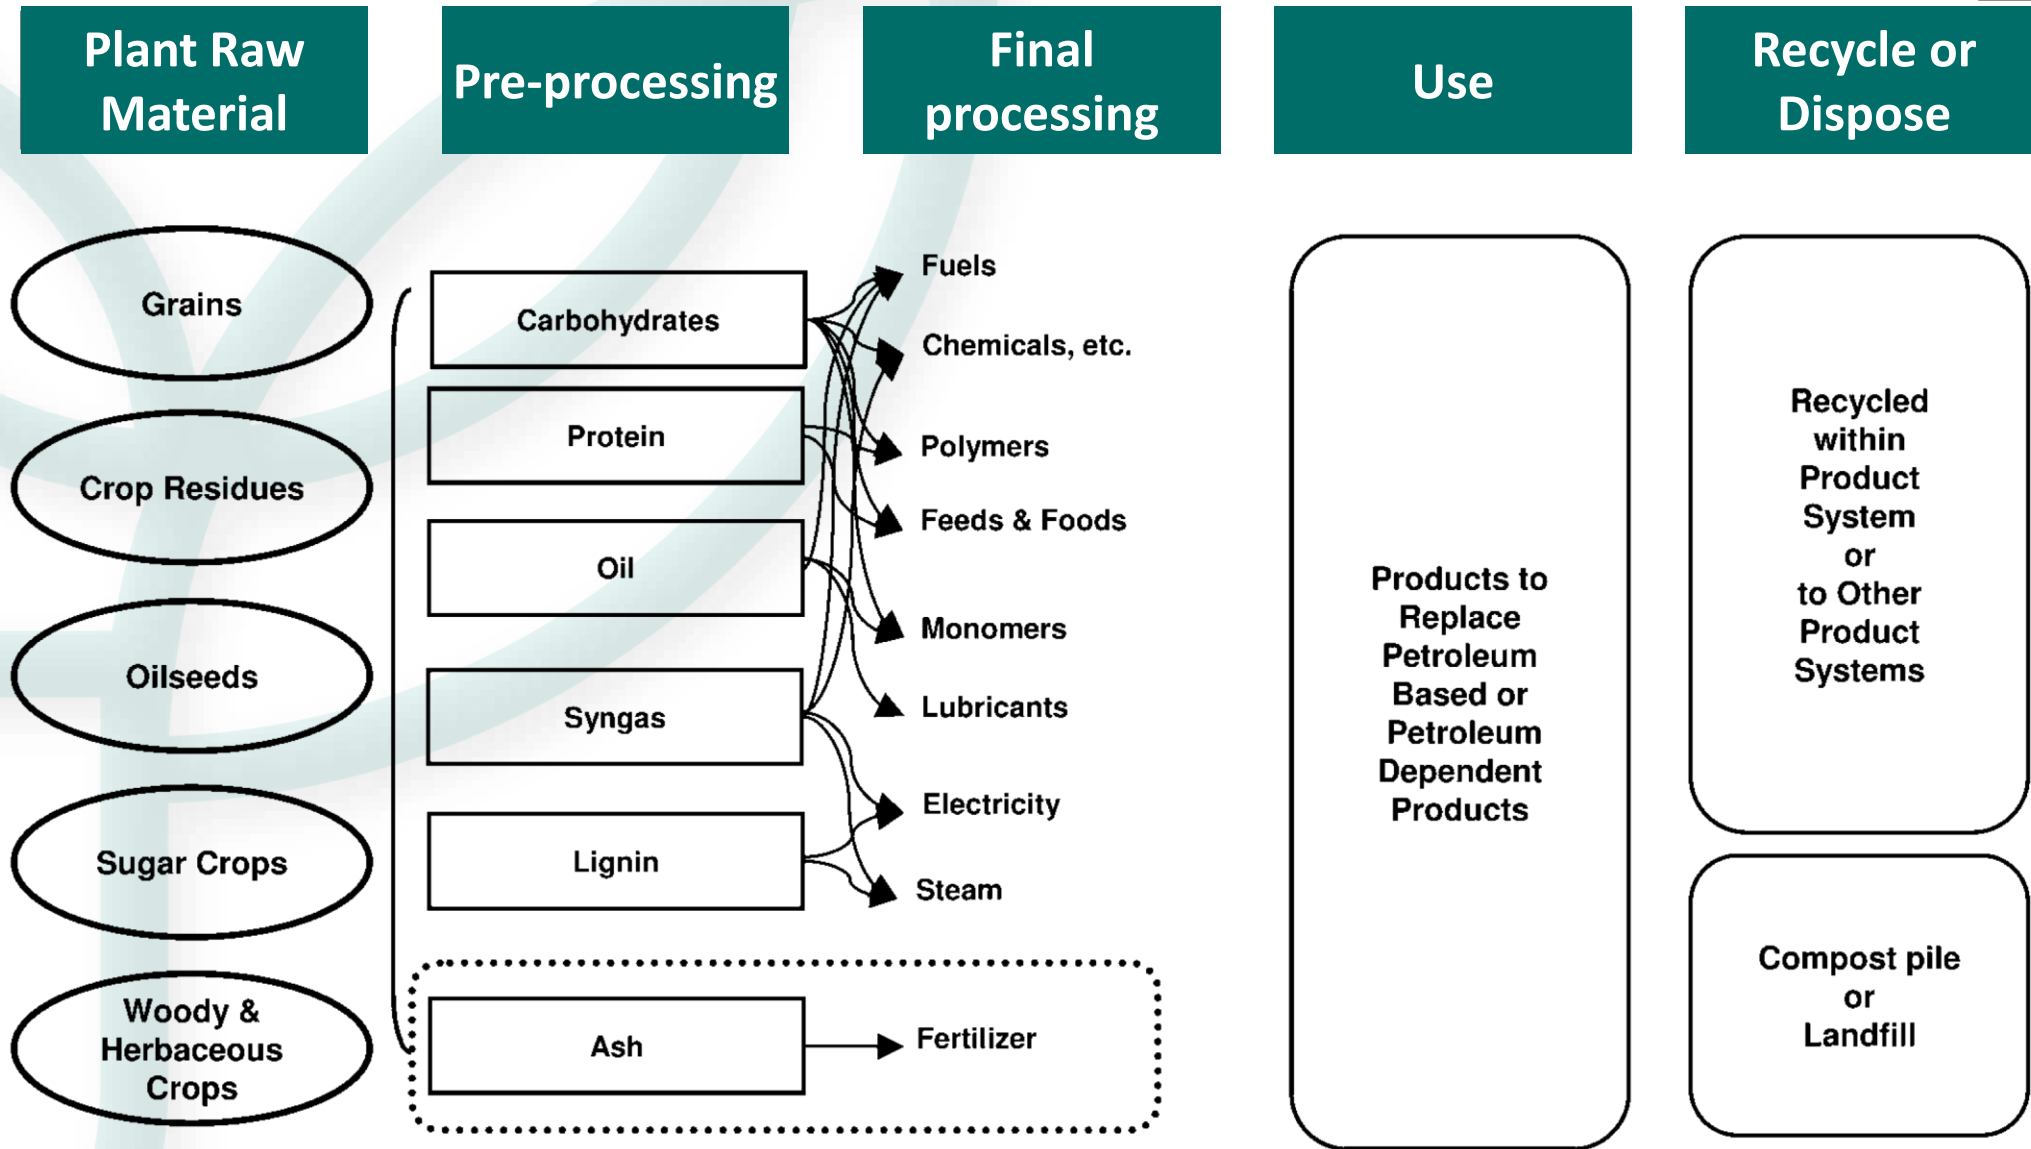 Plant Raw
Material
Pre-processing
Final
processing
Use
Recycle or
Dispose
Grains
Crop Residues
Oilseeds
Sugar Crops
Woody &
Herbaceous
Crops
Carbohydrates
Protein
Oil
Syngas
Lignin
Ash
Fuels
Chemicals, etc.
Polymers
Feeds & Foods
Monomers
Lubricants
Electricity
Steam
Fertilizer
Products to
Replace
Petroleum
Based or
Petroleum
Dependent
Products
Recycled
within
Product
System
or
to Other
Product
Systems
Compost pile
or
Landfill